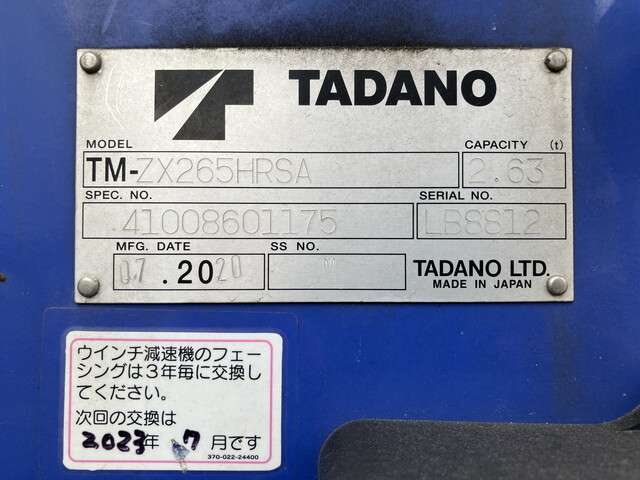 TADANO
MODEL CAPACITY (t)
TM-ZX265HRSA 2.63
SPEC. NO. SERIAL NO.
41008601175 LB8812
MFG. DATE SS NO.
07 .2020 M TADANO LTD.
MADE IN JAPAN
ウインチ減速機のフェー
シングは3年毎に交換し
てください。
次回の交換は
2023年 7月です
370-022-24400